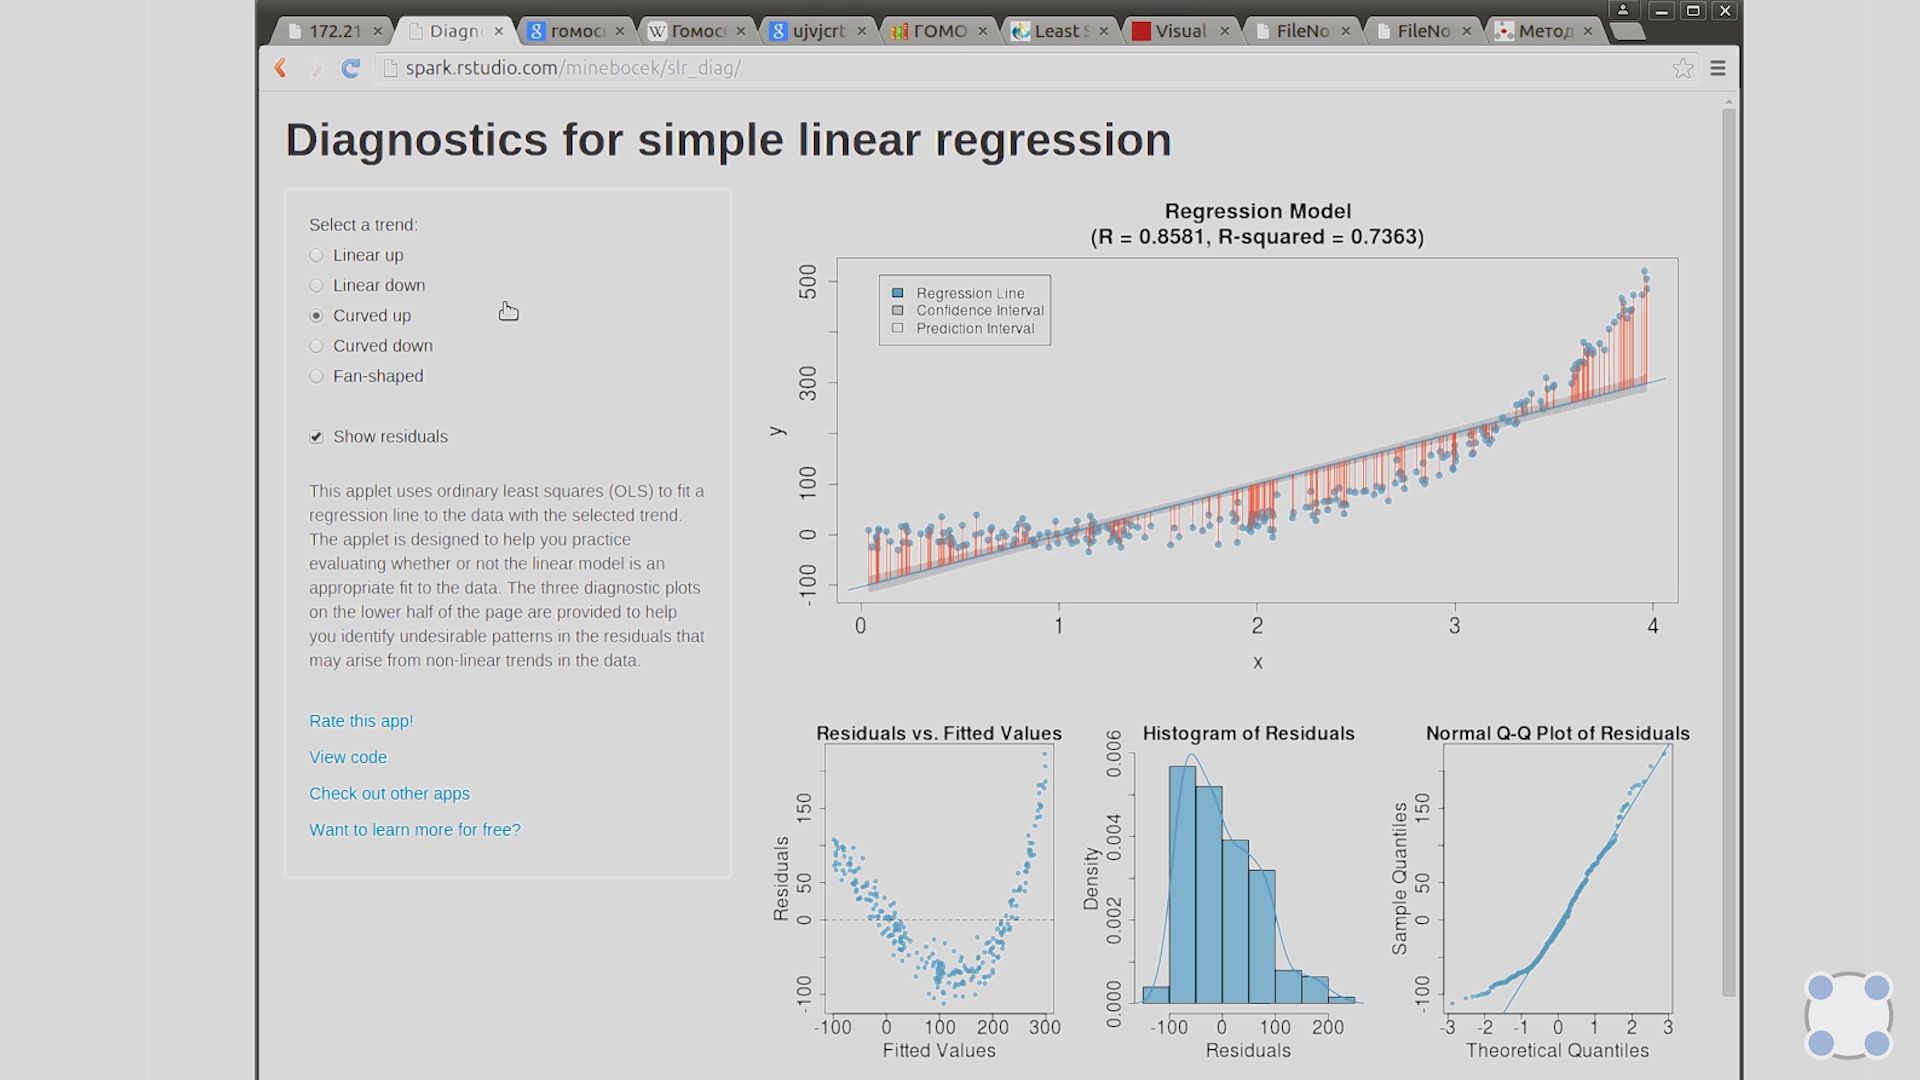 172.21
Diagn
гомос
Гомос
ujvjcrt
ГОМО
Least S
Visual
FileNo
FileNo
Метод
spark.rstudio.com/minebocek/slr_diag/
Diagnostics for simple linear regression
Select a trend:
Linear up
Linear down
Curved up
Curved down
Fan-shaped
Show residuals
This applet uses ordinary least squares (OLS) to fit a
regression line to the data with the selected trend.
The applet is designed to help you practice
evaluating whether or not the linear model is an
appropriate fit to the data. The three diagnostic plots
on the lower half of the page are provided to help
you identify undesirable patterns in the residuals that
may arise from non-linear trends in the data.
Rate this app!
View code
Check out other apps
Want to learn more for free?
Regression Model
(R = 0.8581, R-squared = 0.7363)
Regression Line
Confidence Interval
Prediction Interval
500
300
100
0
-100
y
0 1 2 3 4
x
Residuals vs. Fitted Values
150
50
0
-100
Residuals
-100 0 100 200 300
Fitted Values
Histogram of Residuals
0.006
0.004
0.002
0.000
Density
-100 0 100 200
Residuals
Normal Q-Q Plot of Residuals
150
50
0
-100
Sample Quantiles
-3 -2 -1 0 1 2 3
Theoretical Quantiles